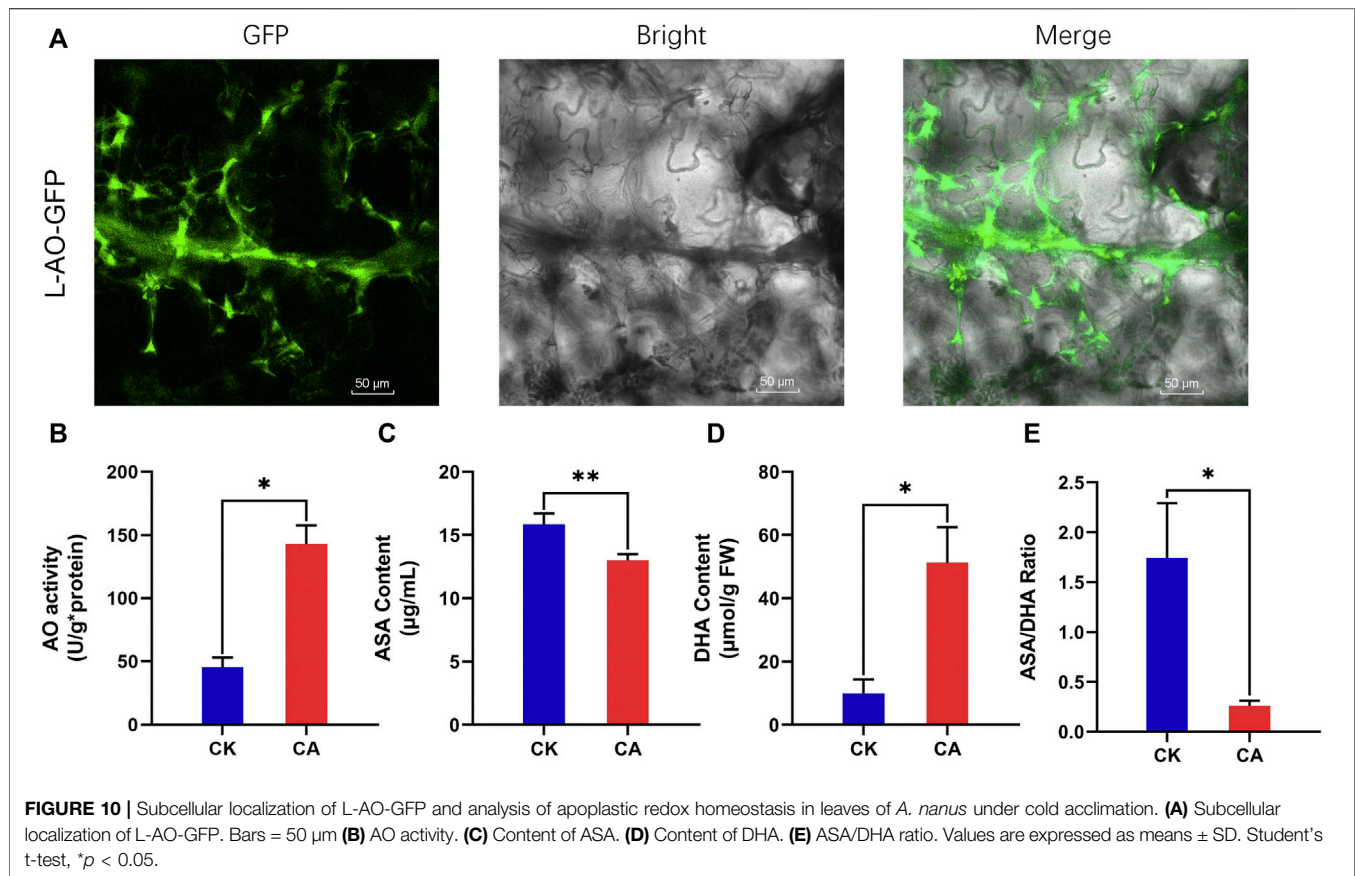 A
GFP
Bright
Merge
L-AO-GFP
50 µm
50 µm
50 µm
B
C
D
E
AO activity
(U/g*protein)
200
150
100
50
0
*
CK
CA
ASA Content
(µg/mL)
20
15
10
5
0
**
CK
CA
DHA Content
(µmol/g FW)
80
60
40
20
0
*
CK
CA
ASA/DHA Ratio
2.5
2.0
1.5
1.0
0.5
0.0
*
CK
CA
FIGURE 10 | Subcellular localization of L-AO-GFP and analysis of apoplastic redox homeostasis in leaves of A. nanus under cold acclimation. (A) Subcellular
localization of L-AO-GFP. Bars = 50 µm (B) AO activity. (C) Content of ASA. (D) Content of DHA. (E) ASA/DHA ratio. Values are expressed as means ± SD. Student's
t-test, *p < 0.05.